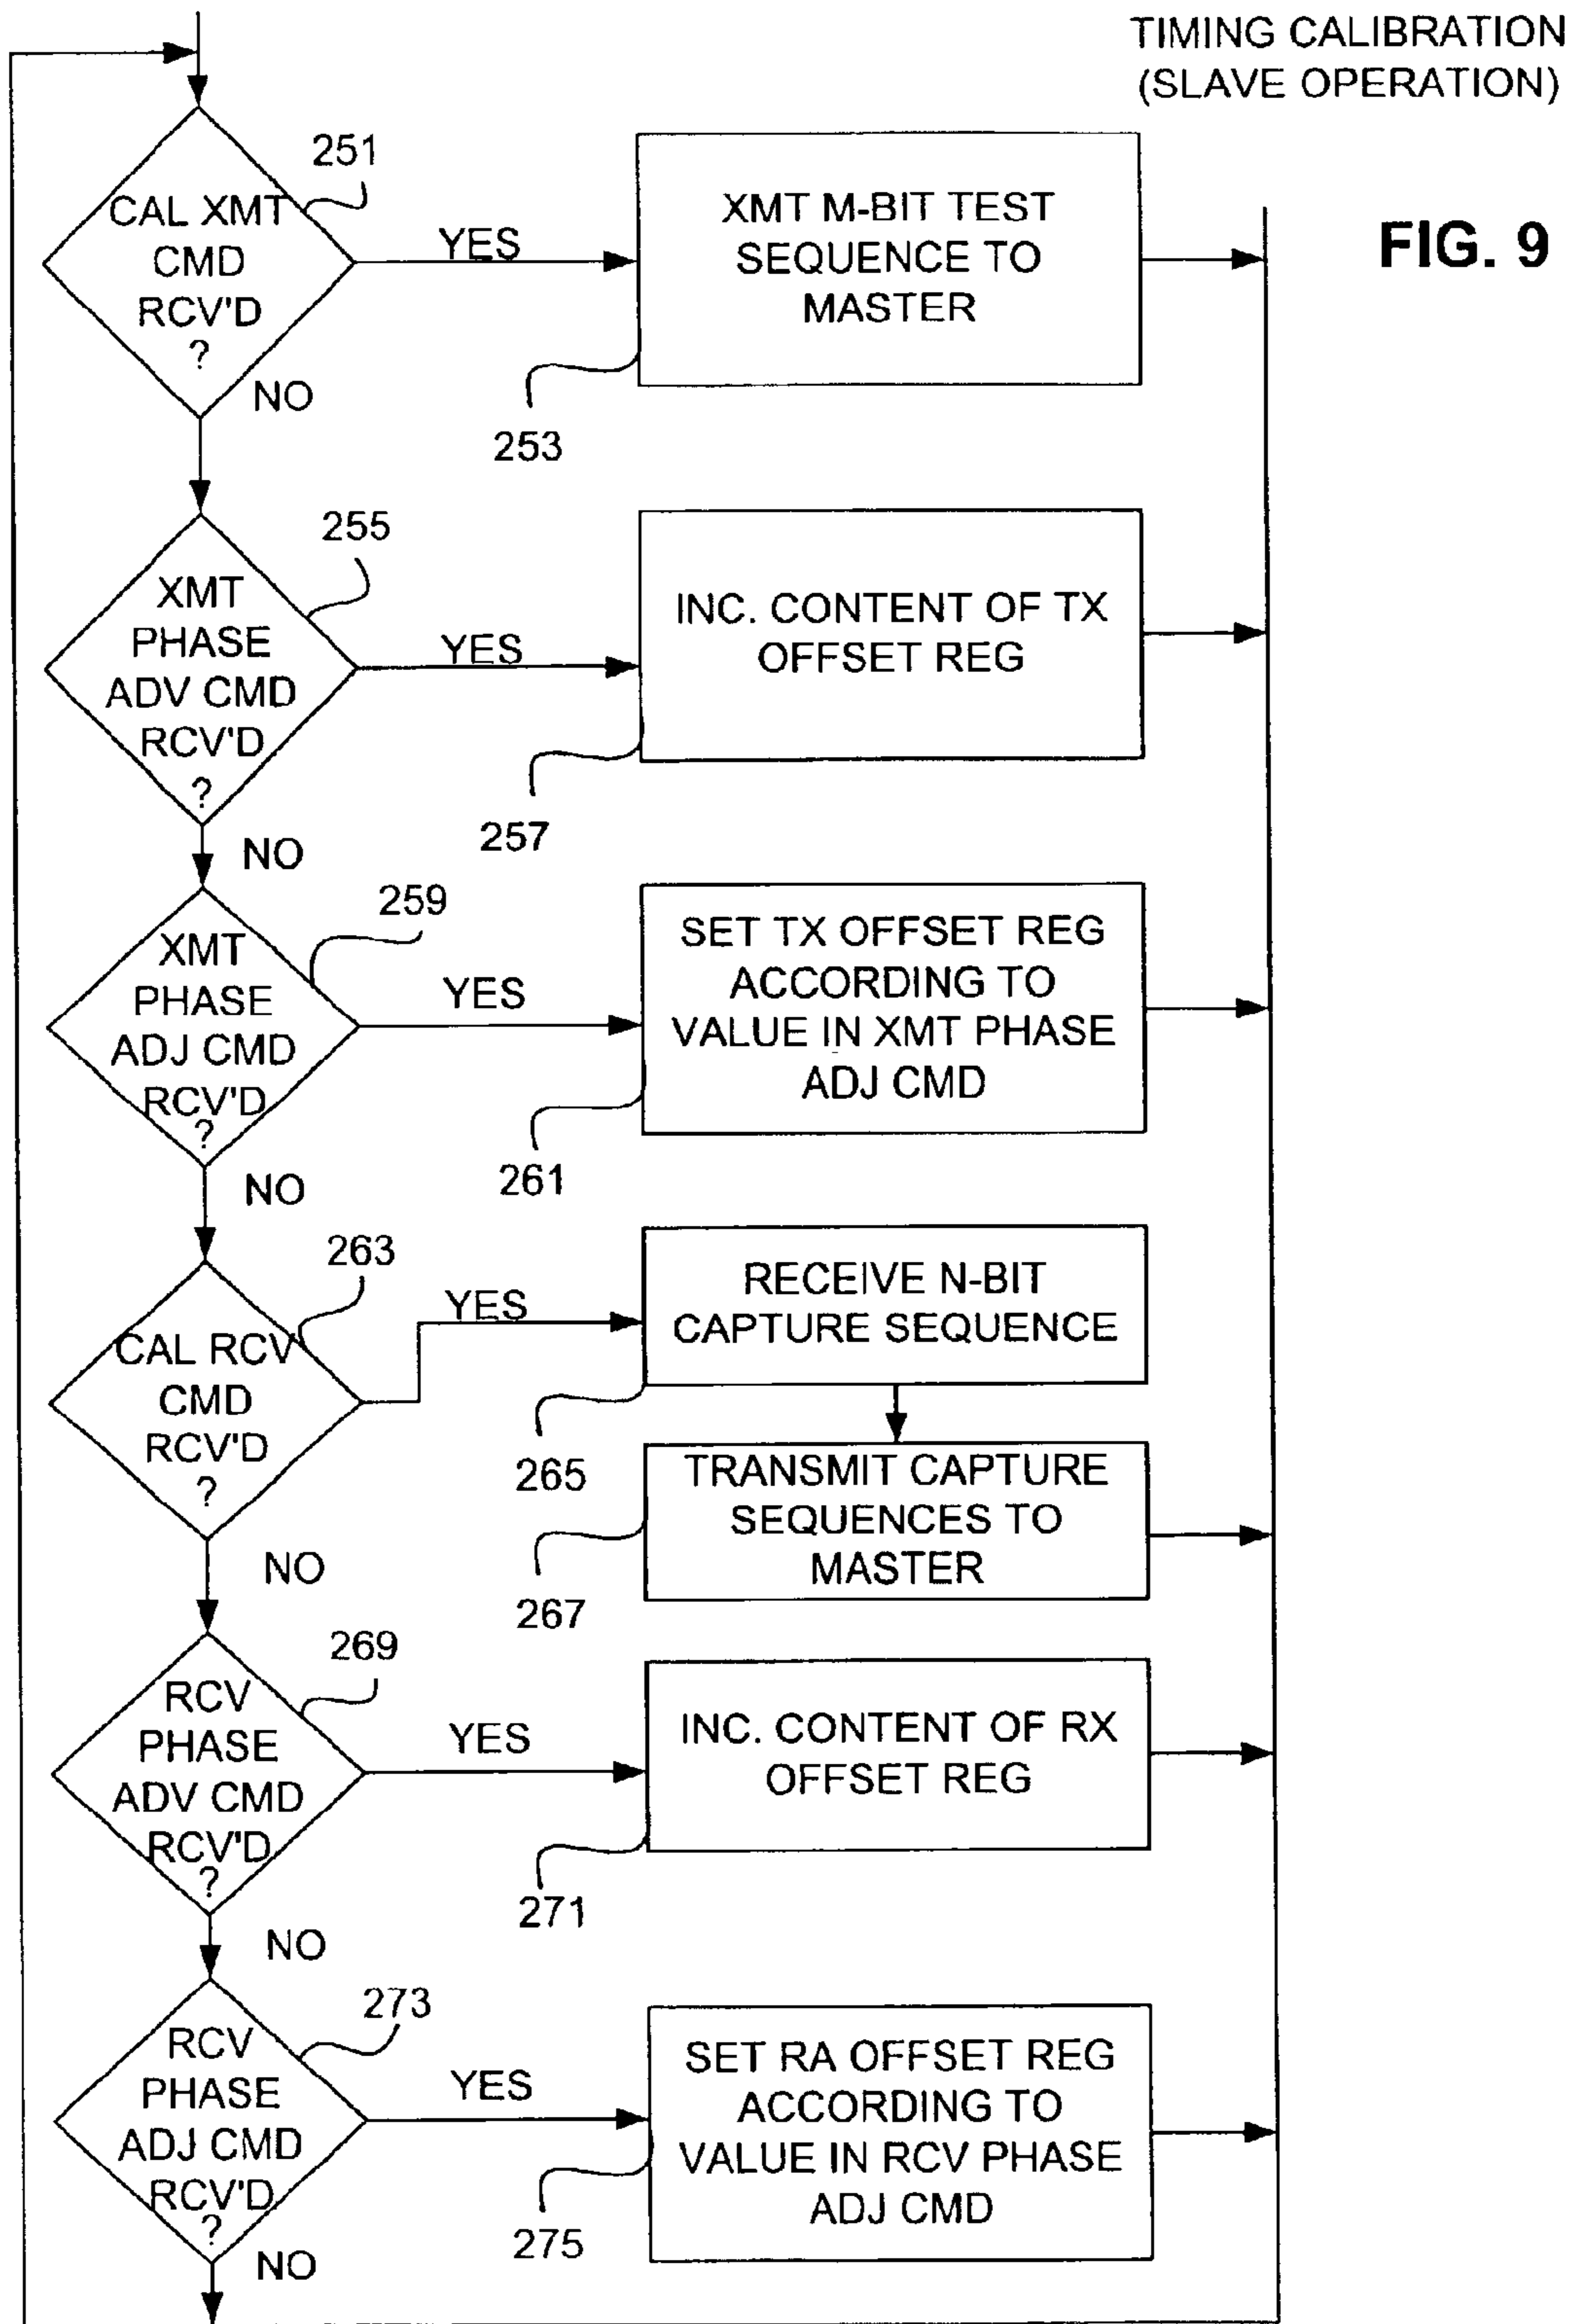 TIMING CALIBRATION
(SLAVE OPERATION)
FIG. 9
CAL XMT
CMD
RCV'D
?
251
YES
NO
XMT M-BIT TEST
SEQUENCE TO
MASTER
253
XMT
PHASE
ADV CMD
RCV'D
?
255
YES
NO
INC. CONTENT OF TX
OFFSET REG
257
XMT
PHASE
ADJ CMD
RCV'D
?
259
YES
NO
SET TX OFFSET REG
ACCORDING TO
VALUE IN XMT PHASE
ADJ CMD
261
CAL RCV
CMD
RCV'D
?
263
YES
NO
RECEIVE N-BIT
CAPTURE SEQUENCE
265
TRANSMIT CAPTURE
SEQUENCES TO
MASTER
267
RCV
PHASE
ADV CMD
RCV'D
?
269
YES
NO
INC. CONTENT OF RX
OFFSET REG
271
RCV
PHASE
ADJ CMD
RCV'D
?
273
YES
NO
SET RA OFFSET REG
ACCORDING TO
VALUE IN RCV PHASE
ADJ CMD
275